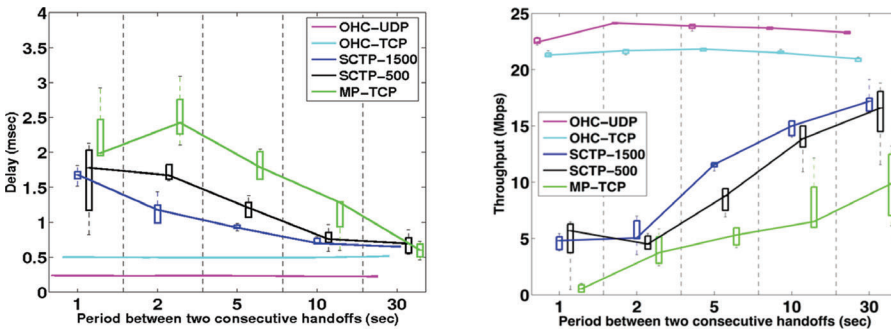 4
3.5
3
2.5
2
1.5
1
0.5
0
Delay (msec)
OHC-UDP
OHC-TCP
SCTP-1500
SCTP-500
MP-TCP
1 2 5 10 30
Period between two consecutive handoffs (sec)
25
20
15
10
5
0
Throughput (Mbps)
OHC-UDP
OHC-TCP
SCTP-1500
SCTP-500
MP-TCP
1 2 5 10 30
Period between two consecutive handoffs (sec)